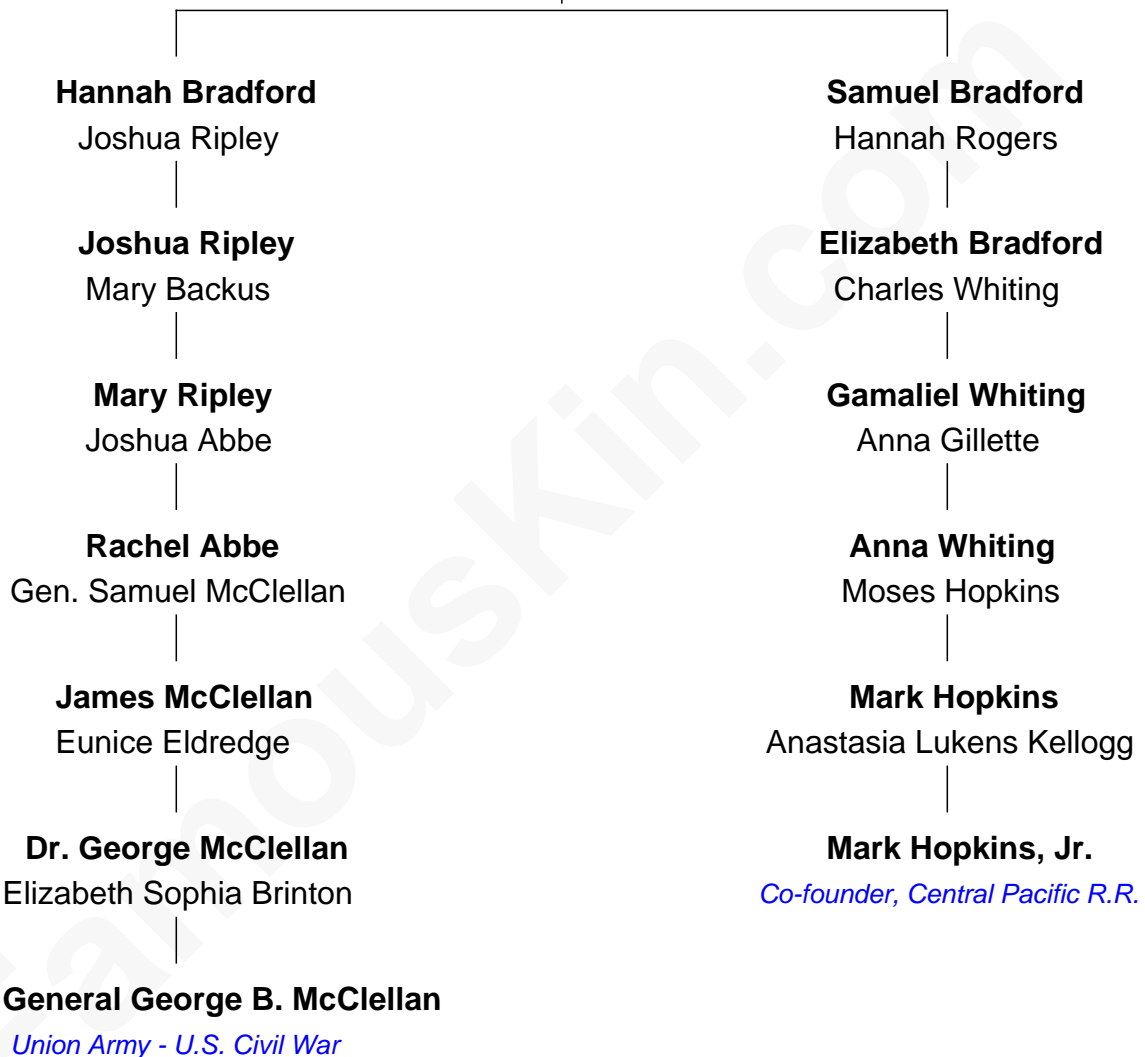 Hannah Bradford
Joshua Ripley
Joshua Ripley
Mary Backus
Mary Ripley
Joshua Abbe
Rachel Abbe
Gen. Samuel McClellan
James McClellan
Eunice Eldredge
Dr. George McClellan
Elizabeth Sophia Brinton
General George B. McClellan
Union Army - U.S. Civil War
Samuel Bradford
Hannah Rogers
Elizabeth Bradford
Charles Whiting
Gamaliel Whiting
Anna Gillette
Anna Whiting
Moses Hopkins
Mark Hopkins
Anastasia Lukens Kellogg
Mark Hopkins, Jr.
Co-founder, Central Pacific R.R.
FamousKin.com